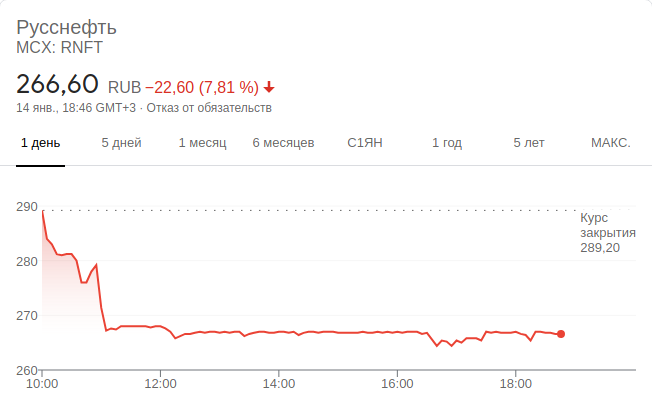 Русснефть
MCX: RNFT
266,60 RUB −22,60 (7,81 %)
14 янв., 18:46 GMT+3 · Отказ от обязательств
1 день 5 дней 1 месяц 6 месяцев С1ЯН 1 год 5 лет МАКС.
290
Курс
закрытия
289,20
280
270
260
10:00 12:00 14:00 16:00 18:00